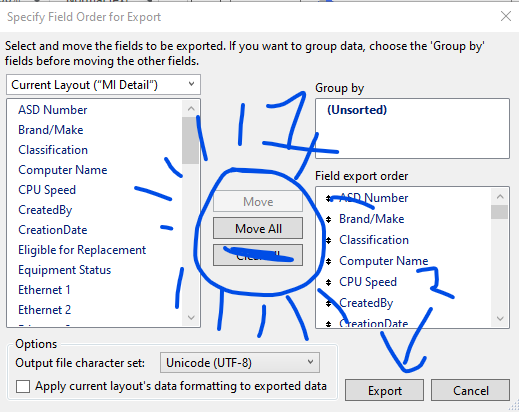 Specify Field Order for Export
Select and move the fields to be exported. If you want to group data, choose the 'Group by'
fields before moving the other fields.
Current Layout ("MI Detail")
ASD Number
Brand/Make
Classification
Computer Name
CPU Speed
CreatedBy
CreationDate
Eligible for Replacement
Equipment Status
Ethernet 1
Ethernet 2
1
Move
Move All
Group by
(Unsorted)
Field export order
ASD Number
Brand/Make
Classification
Computer Name
CPU Speed
CreatedBy
CreationDate
2
Options
Output file character set:
Unicode (UTF-8)
Apply current layout's data formatting to exported data
Export
Cancel